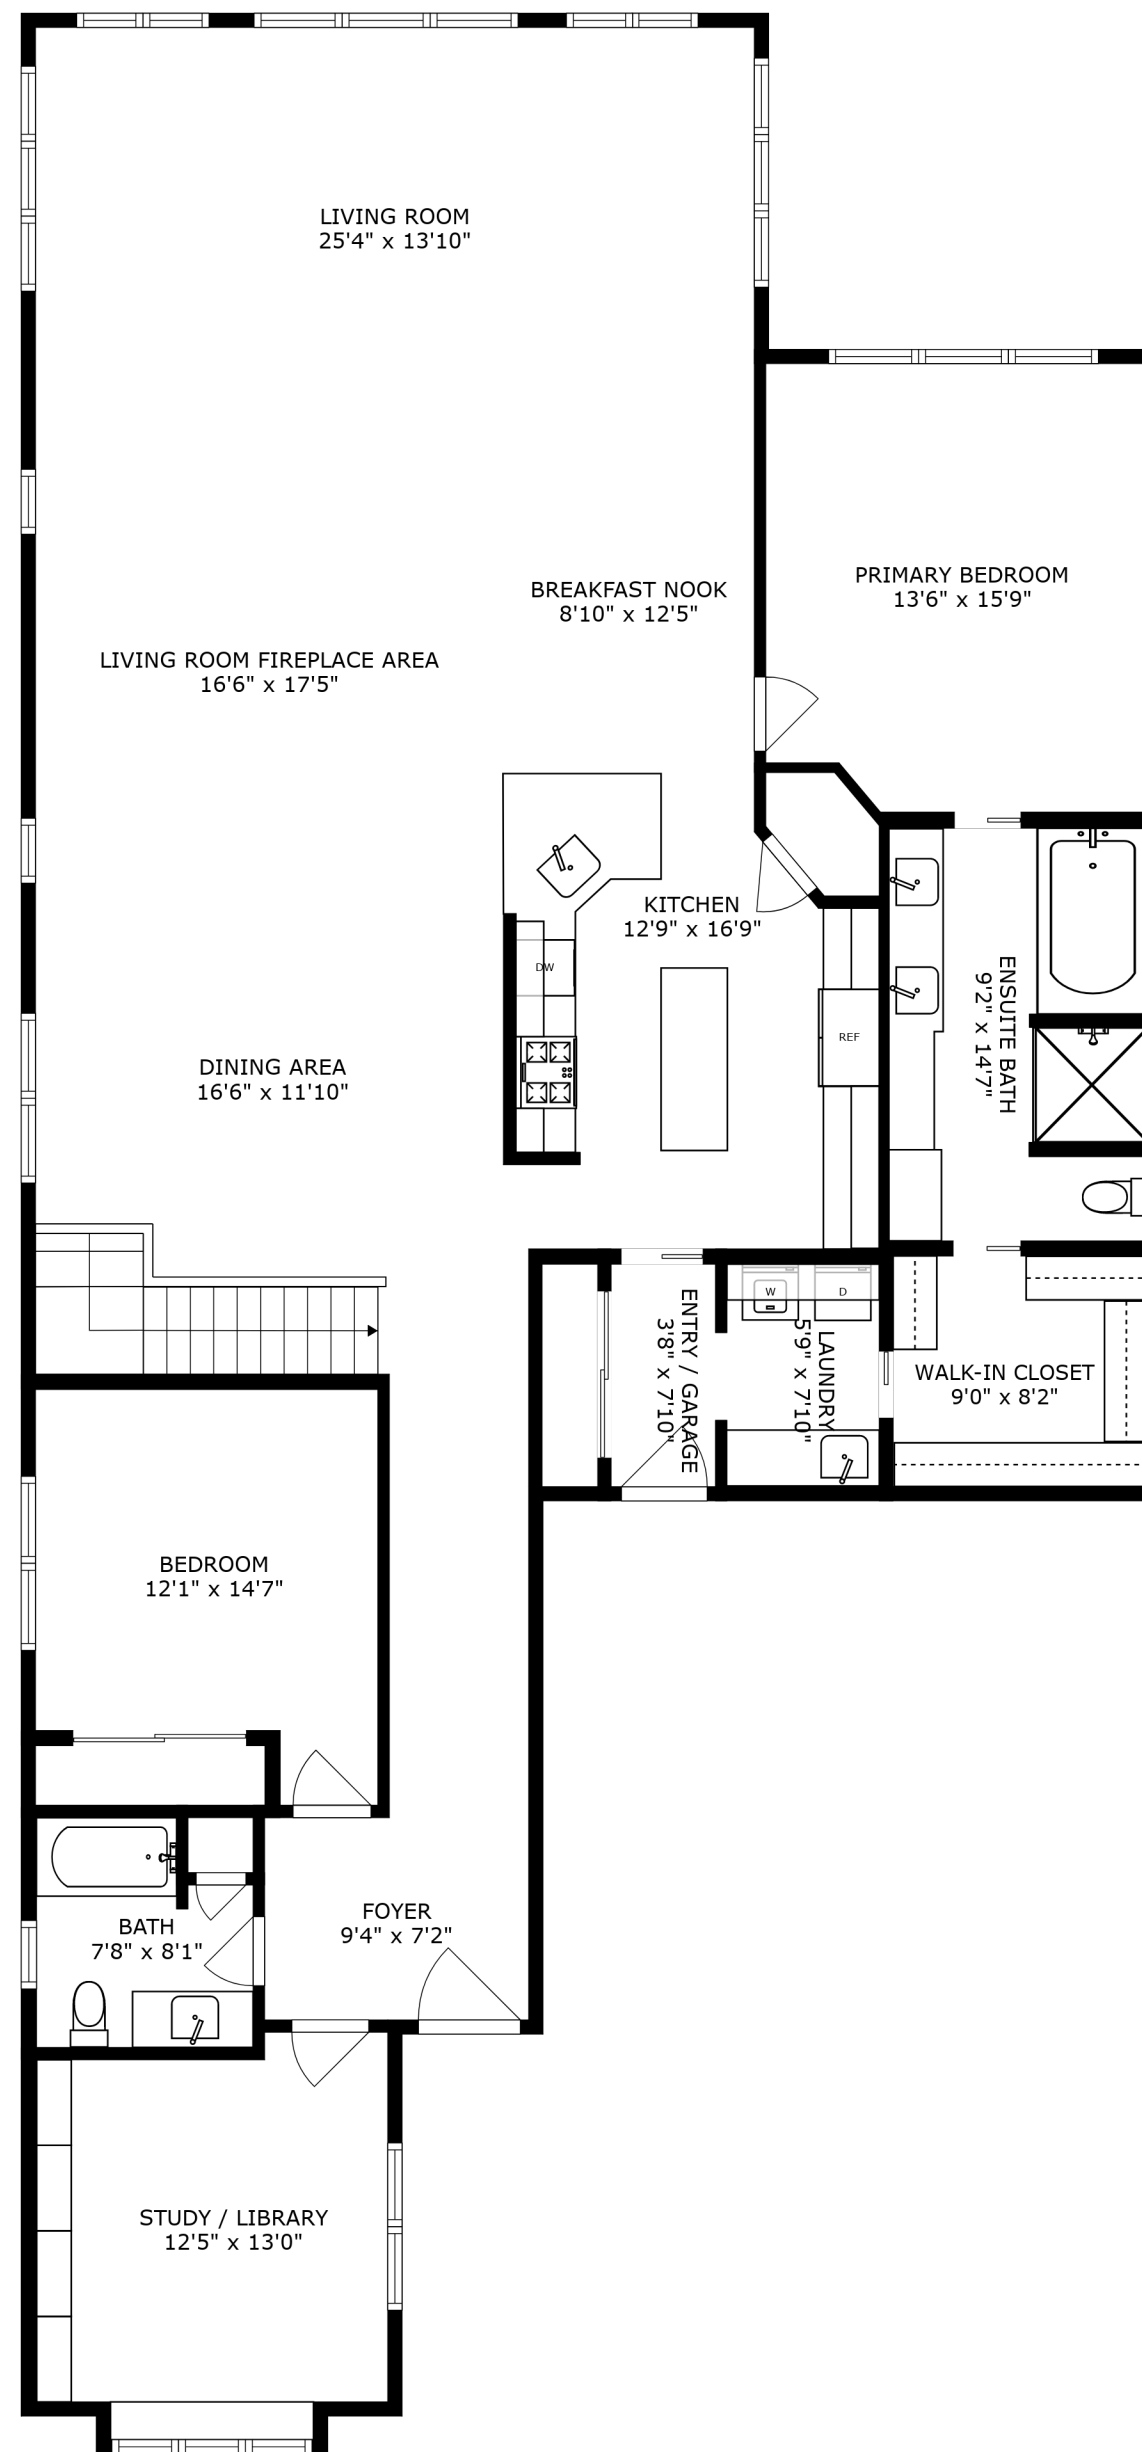 LIVING ROOM
25'4" x 13'10"
BREAKFAST NOOK
8'10" x 12'5"
PRIMARY BEDROOM
13'6" x 15'9"
LIVING ROOM FIREPLACE AREA
16'6" x 17'5"
KITCHEN
12'9" x 16'9"
DW
REF
ENSUITE BATH
9'2" x 14'7"
DINING AREA
16'6" x 11'10"
ENTRY / GARAGE
3'8" x 7'10"
W
D
LAUNDRY
5'9" x 7'10"
WALK-IN CLOSET
9'0" x 8'2"
BEDROOM
12'1" x 14'7"
BATH
7'8" x 8'1"
FOYER
9'4" x 7'2"
STUDY / LIBRARY
12'5" x 13'0"